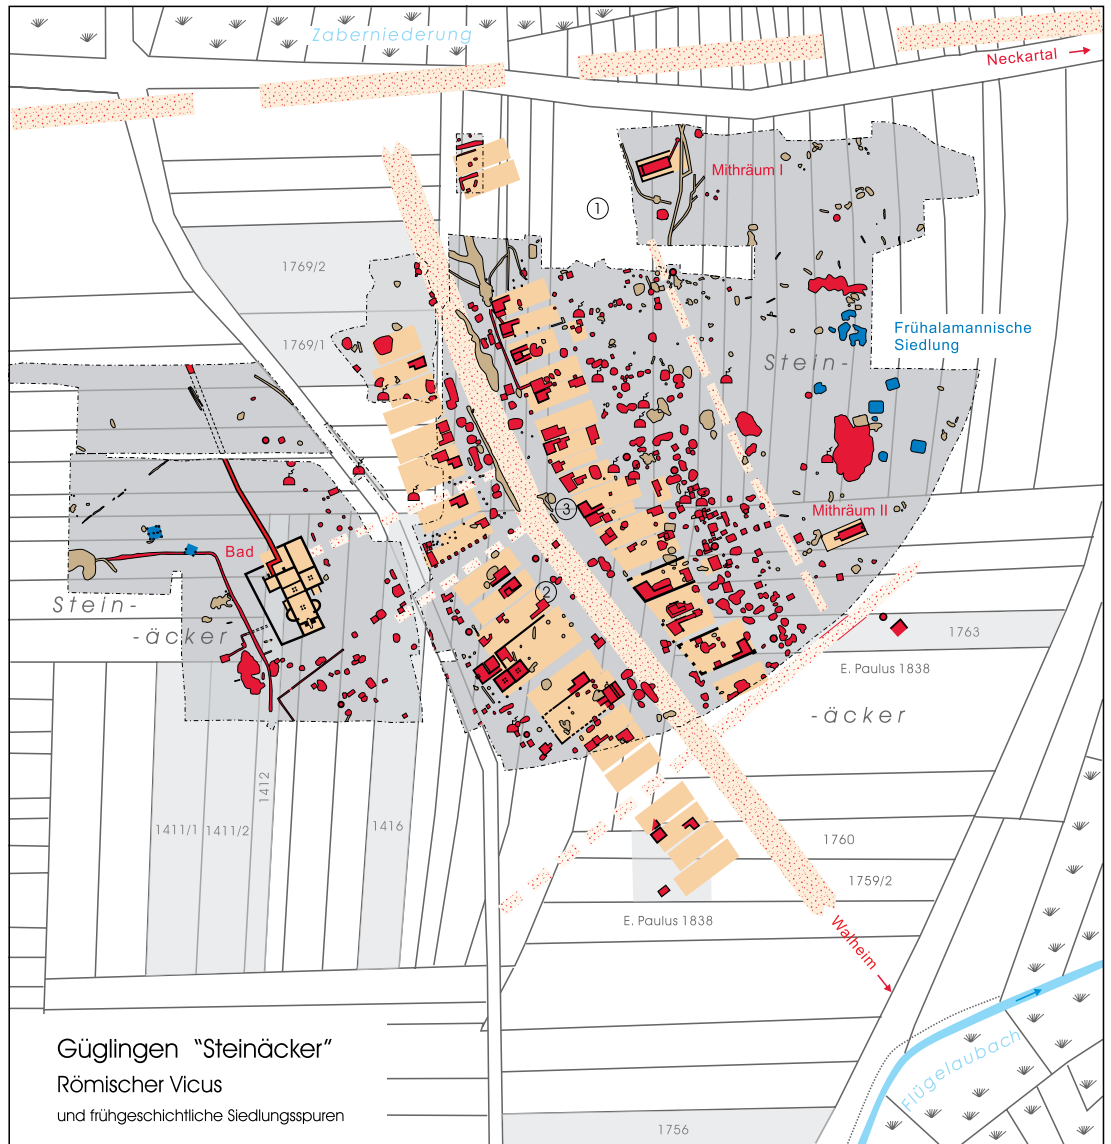 Zaberniederung
Neckartal
Mithräum I
1
1769/2
Frühalamannische
Siedlung
1769/1
Stein-
3
Mithräum II
Bad
2
Stein-
-äcker
1763
E. Paulus 1838
-äcker
1412
1411/1
1411/2
1416
1760
1759/2
E. Paulus 1838
Walheim
Flügelaubach
Güglingen "Steinäcker"
Römischer Vicus
und frühgeschichtliche Siedlungsspuren
1756